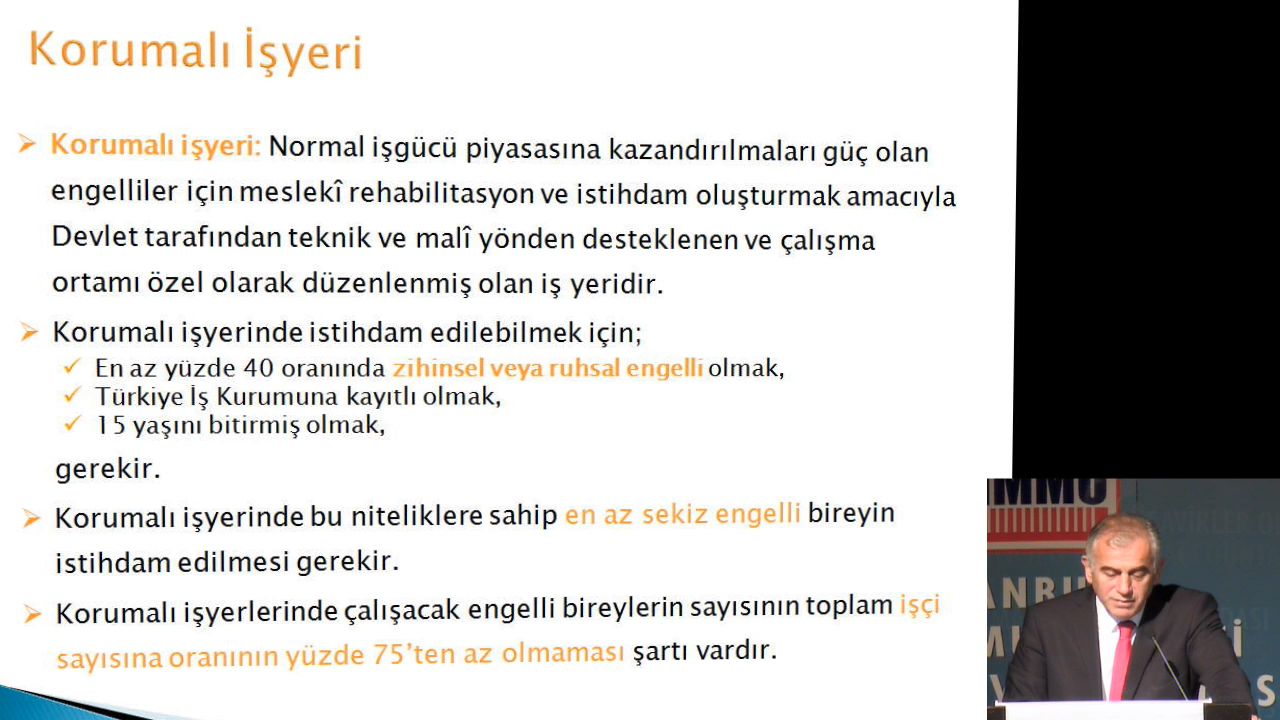 Korumalı İşyeri
Korumalı işyeri: Normal işgücü piyasasına kazandırılmaları güç olan
engelliler için meslekî rehabilitasyon ve istihdam oluşturmak amacıyla
Devlet tarafından teknik ve malî yönden desteklenen ve çalışma
ortamı özel olarak düzenlenmiş olan iş yeridir.
Korumalı işyerinde istihdam edilebilmek için;
En az yüzde 40 oranında zihinsel veya ruhsal engelli olmak,
Türkiye İş Kurumuna kayıtlı olmak,
15 yaşını bitirmiş olmak,
gerekir.
Korumalı işyerinde bu niteliklere sahip en az sekiz engelli bireyin
istihdam edilmesi gerekir.
Korumalı işyerlerinde çalışacak engelli bireylerin sayısının toplam işçi
sayısına oranının yüzde 75’ten az olmaması şartı vardır.